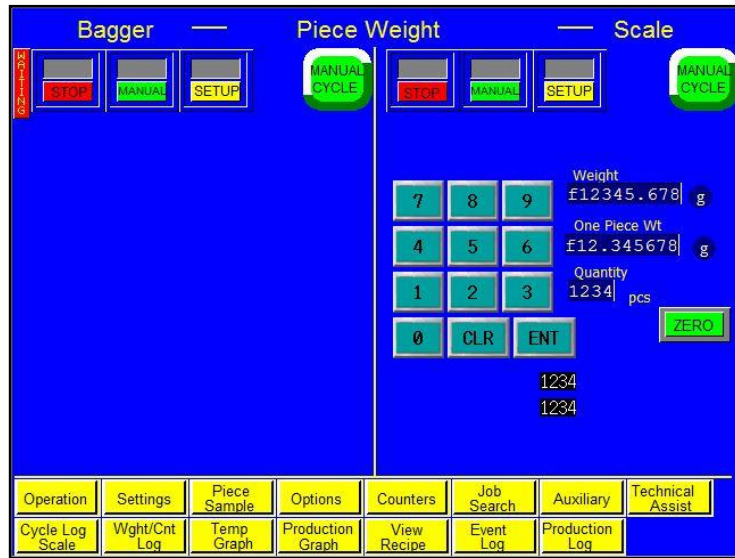 Bagger — Piece Weight — Scale
WAITING
STOP MANUAL SETUP
MANUAL CYCLE
STOP MANUAL SETUP
MANUAL CYCLE
Weight
f12345.678 g
One Piece Wt
f12.345678 g
Quantity
1234 pcs
ZERO
7 8 9
4 5 6
1 2 3
0 CLR ENT
1234
1234
Operation
Settings
Piece
Sample
Options
Counters
Job
Search
Auxiliary
Technical
Assist
Cycle Log
Scale
Wght/Cnt
Log
Temp
Graph
Production
Graph
View
Recipe
Event
Log
Production
Log